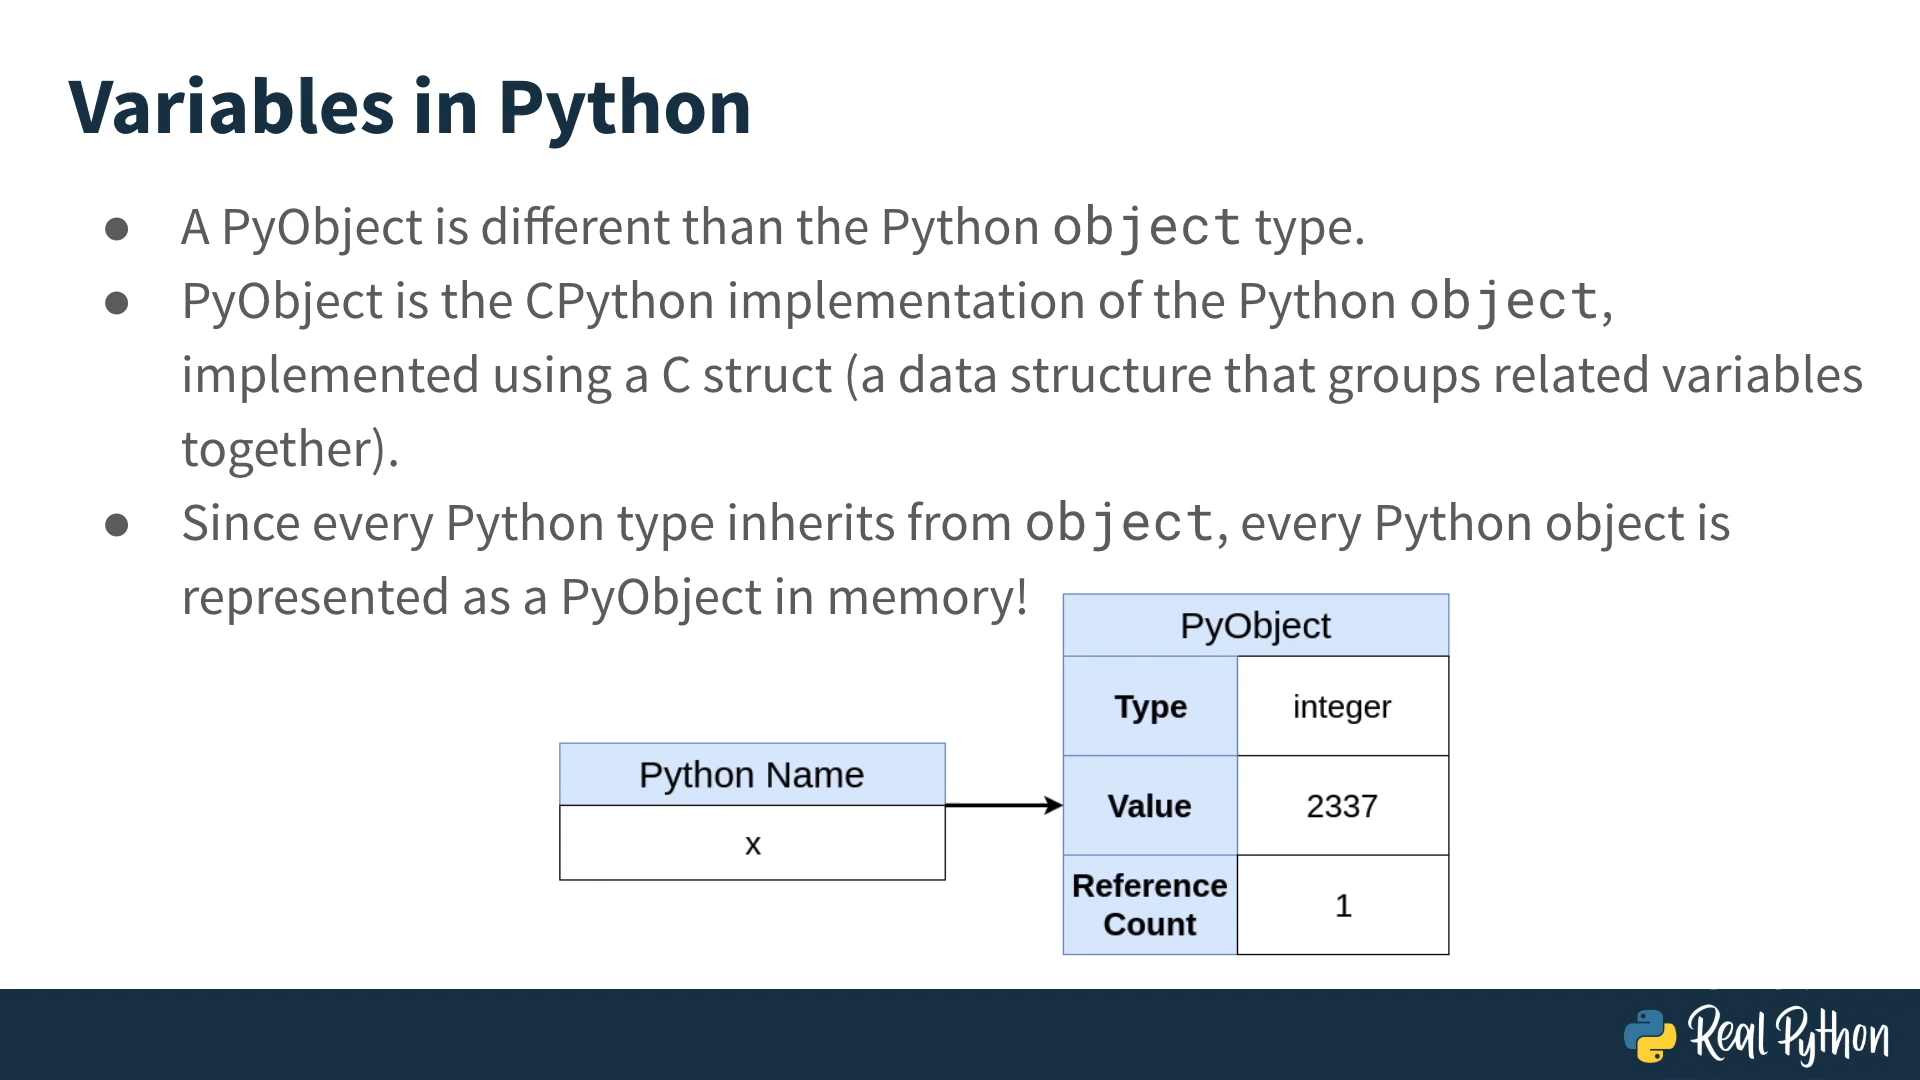 Variables in Python
● A PyObject is different than the Python object type.
● PyObject is the CPython implementation of the Python object,
implemented using a C struct (a data structure that groups related variables
together).
● Since every Python type inherits from object, every Python object is
represented as a PyObject in memory!
Python Name
x
PyObject
Type integer
Value 2337
Reference
Count
1
Real Python